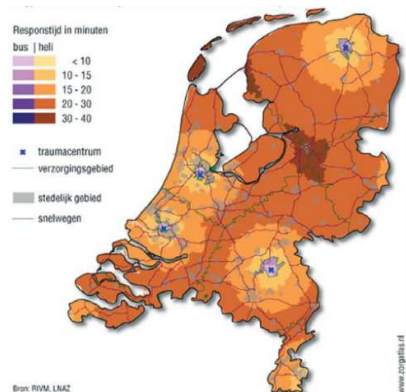 Responstijd in minuten
bus | heli
< 10
10 - 15
15 - 20
20 - 30
30 - 40
traumacentrum
verzorgingsgebied
stedelijk gebied
snelwegen
Bron: RIVM, LNAZ
www.zorgatlas.nl